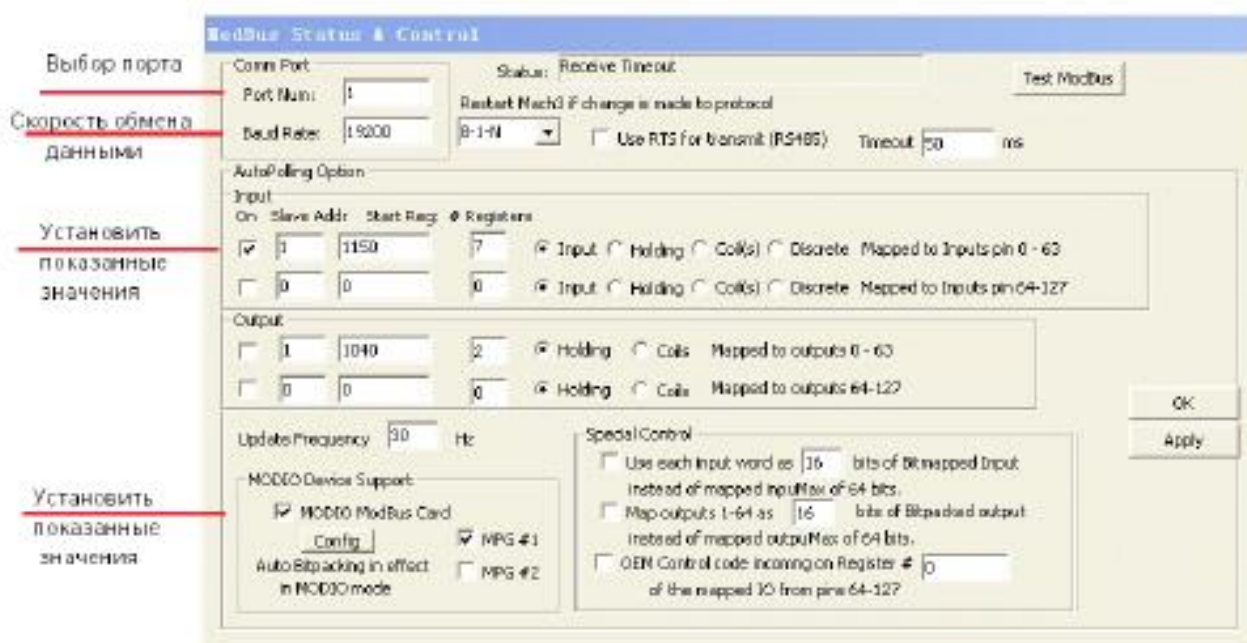 ModBus Status & Control
Выбор порта
Скорость обмена
данными
Установить
показанные
значения
Установить
показанные
значения
Comm Port
Port Num: 1
Baud Rate: 19200
Status: Receive Timeout
Test ModBus
Restart Mach3 if change is made to protocol
8-1-N
Use RTS for transmit (RS485)
Timeout 50 ms
AutoPolling Option
Input
On Slave Addr Start Reg: # Registers
1 1150 7 Input Holding Coil(s) Discrete Mapped to Inputs pin 0 - 63
0 0 0 Input Holding Coil(s) Discrete Mapped to Inputs pin 64-127
Output
1 1040 2 Holding Coils Mapped to outputs 0 - 63
0 0 0 Holding Coils Mapped to outputs 64-127
OK
Apply
Update Frequency 30 Hz
MODIO Device Support
MODIO ModBus Card
Config
MPG #1
Auto Bitpacking in effect
in MODIO mode
MPG #2
Special Control
Use each input word as 16 bits of Bitmapped Input
instead of mapped inpuMax of 64 bits.
Map outputs 1-64 as 16 bits of Bitpacked output
instead of mapped outpuMax of 64 bits.
OEM Control code incomng on Register # 0
of the mapped IO from pins 64-127